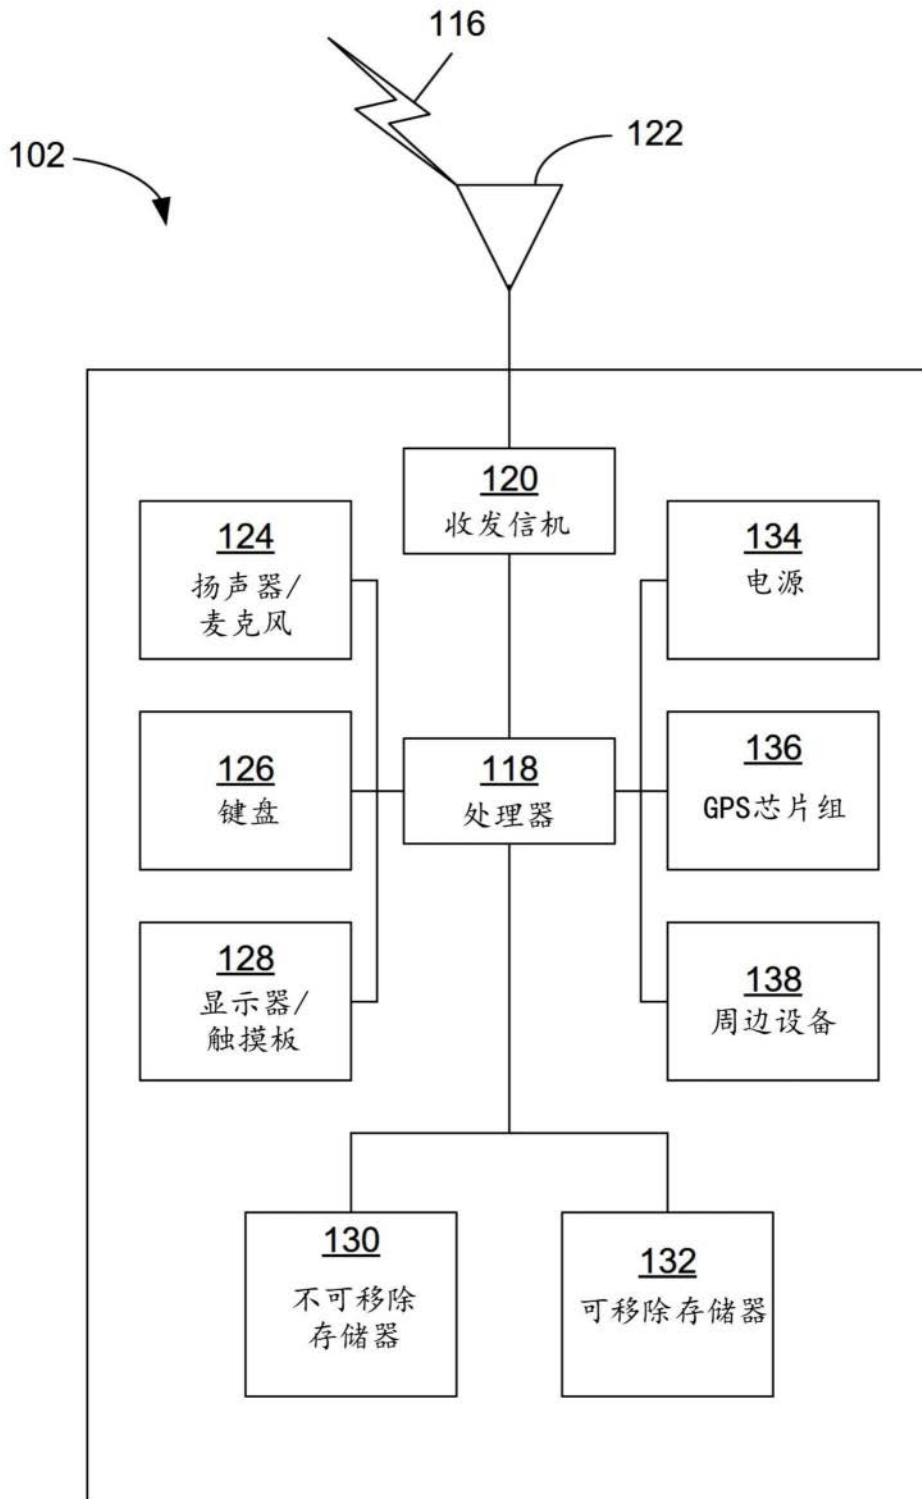 116
122
102
120
收发信机
124
扬声器/
麦克风
134
电源
126
键盘
118
处理器
136
GPS芯片组
128
显示器/
触摸板
138
周边设备
130
不可移除
存储器
132
可移除存储器